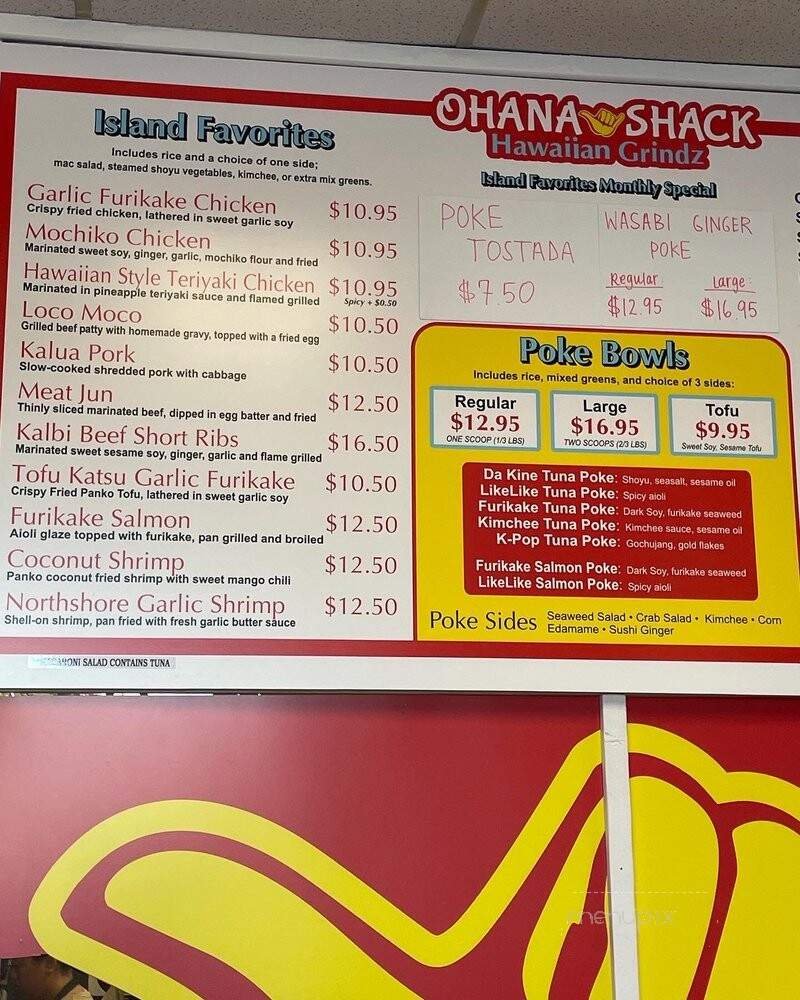 Island Favorites
Includes rice and a choice of one side;
mac salad, steamed shoyu vegetables, kimchee, or extra mix greens.
Garlic Furikake Chicken $10.95
Crispy fried chicken, lathered in sweet garlic soy
Mochiko Chicken $10.95
Marinated sweet soy, ginger, garlic, mochiko flour and fried
Hawaiian Style Teriyaki Chicken $10.95
Marinated in pineapple teriyaki sauce and flamed grilled Spicy + $0.50
Loco Moco $10.50
Grilled beef patty with homemade gravy, topped with a fried egg
Kalua Pork $10.50
Slow-cooked shredded pork with cabbage
Meat Jun $12.50
Thinly sliced marinated beef, dipped in egg batter and fried
Kalbi Beef Short Ribs $16.50
Marinated sweet sesame soy, ginger, garlic and flame grilled
Tofu Katsu Garlic Furikake $10.50
Crispy Fried Panko Tofu, lathered in sweet garlic soy
Furikake Salmon $12.50
Aioli glaze topped with furikake, pan grilled and broiled
Coconut Shrimp $12.50
Panko coconut fried shrimp with sweet mango chili
Northshore Garlic Shrimp $12.50
Shell-on shrimp, pan fried with fresh garlic butter sauce
SALAD CONTAINS TUNA
OHANA SHACK
Hawaiian Grindz
Island Favorites Monthly Special
POKE
TOSTADA
$7.50
WASABI GINGER
POKE
Regular Large:
$12.95 $16.95
Poke Bowls
Includes rice, mixed greens, and choice of 3 sides:
Regular
$12.95
ONE SCOOP (1/3 LBS)
Large
$16.95
TWO SCOOPS (2/3 LBS)
Tofu
$9.95
Sweet Soy, Sesame Tofu
Da Kine Tuna Poke: Shoyu, seasalt, sesame oil
LikeLike Tuna Poke: Spicy aioli
Furikake Tuna Poke: Dark Soy, furikake seaweed
Kimchee Tuna Poke: Kimchee sauce, sesame oil
K-Pop Tuna Poke: Gochujang, gold flakes
Furikake Salmon Poke: Dark Soy, furikake seaweed
LikeLike Salmon Poke: Spicy aioli
Poke Sides Seaweed Salad • Crab Salad • Kimchee • Corn
Edamame • Sushi Ginger